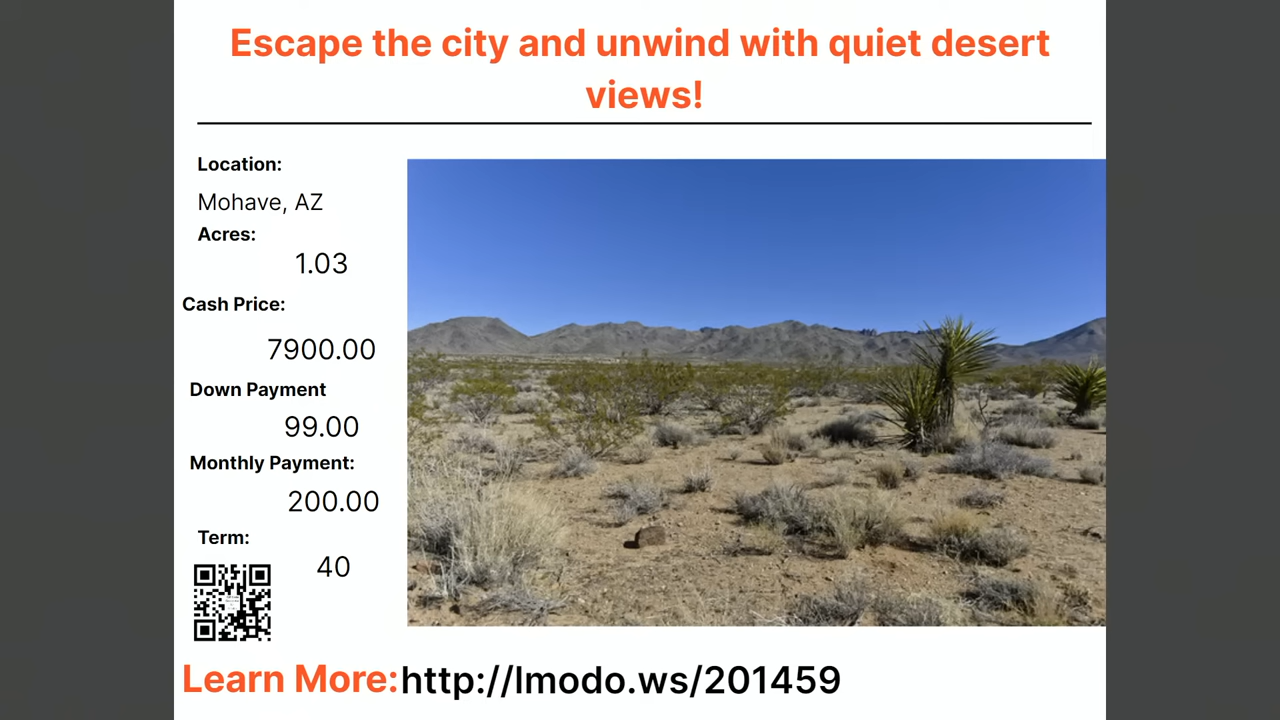 Escape the city and unwind with quiet desert
views!
Location:
Mohave, AZ
Acres:
1.03
Cash Price:
7900.00
Down Payment
99.00
Monthly Payment:
200.00
Term:
40
Learn More:http://lmodo.ws/201459